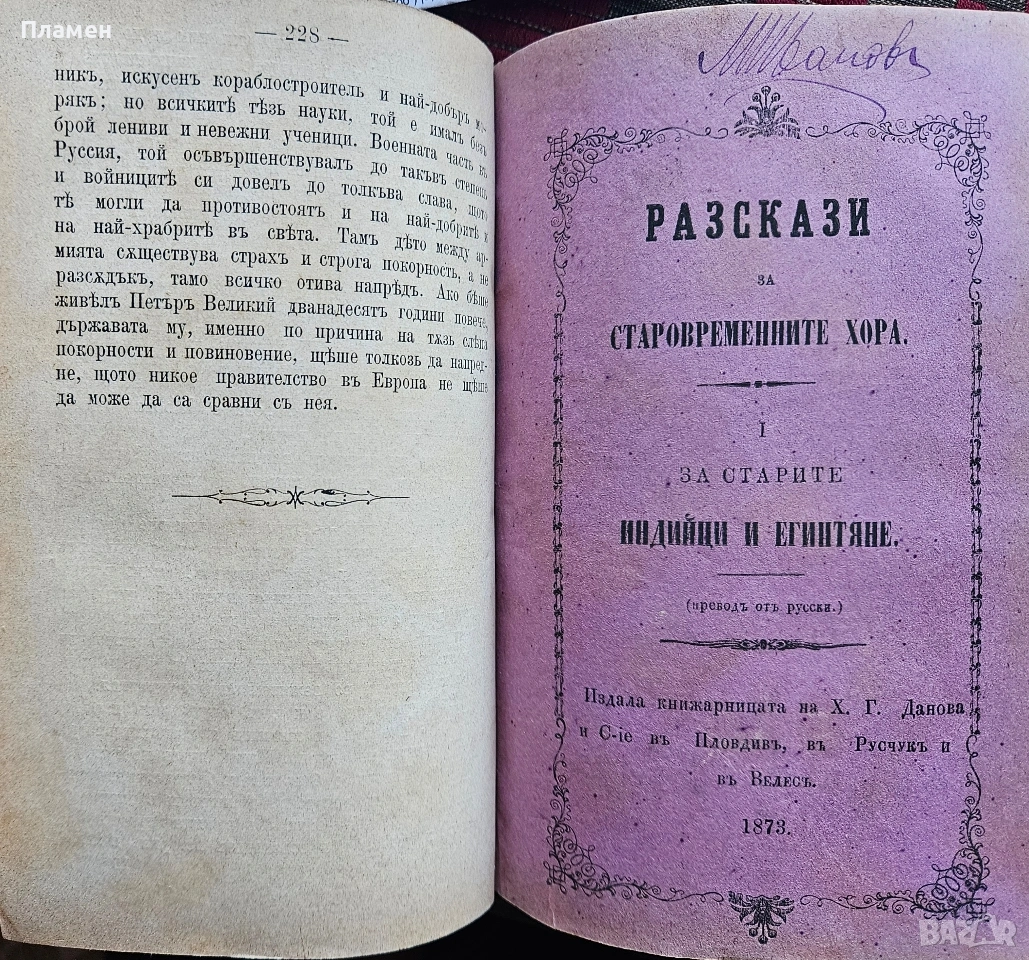 Пламен
— 228 —
никъ, искусенъ кораблостроитель и най-добъръ мо-
рякъ; но всичкитѣ тѣзь науки, той е ималъ безъ
брой лениви и невежни ученици. Военната часть въ
Руссия, той осъвършенствувалъ до такъвъ степень
и войницитѣ си довелъ до толкъва слава, щото
тѣ могли да противостоятъ и на най-добритѣ и
на най-храбритѣ въ свѣта. Тамъ дѣто между ар-
мията сѫществува страхъ и строга покорность, а не
разсѫдъкъ, тамо всичко отива напрѣдъ. Ако бѣше
живѣлъ Петъръ Великий дванадесять години повече,
държавата му, именно по причина на тѫзь слѣпа
покорности и повиновение, щѣше толкозь да напред-
не, щото никое правителство въ Европа не щѣше
да може да са сравни съ нея.
РАЗСКАЗИ
ЗА
СТАРОВРЕМЕННИТЕ ХОРА.
I
ЗА СТАРИТЕ
ИНДИЙЦИ И ЕГИПТЯНЕ.
(преводъ отъ русски.)
Издала книжарницата на Х. Г. Данова
и С-ie въ Пловдивъ, въ Русчукъ и
въ Велесъ.
1873.
BAZAR